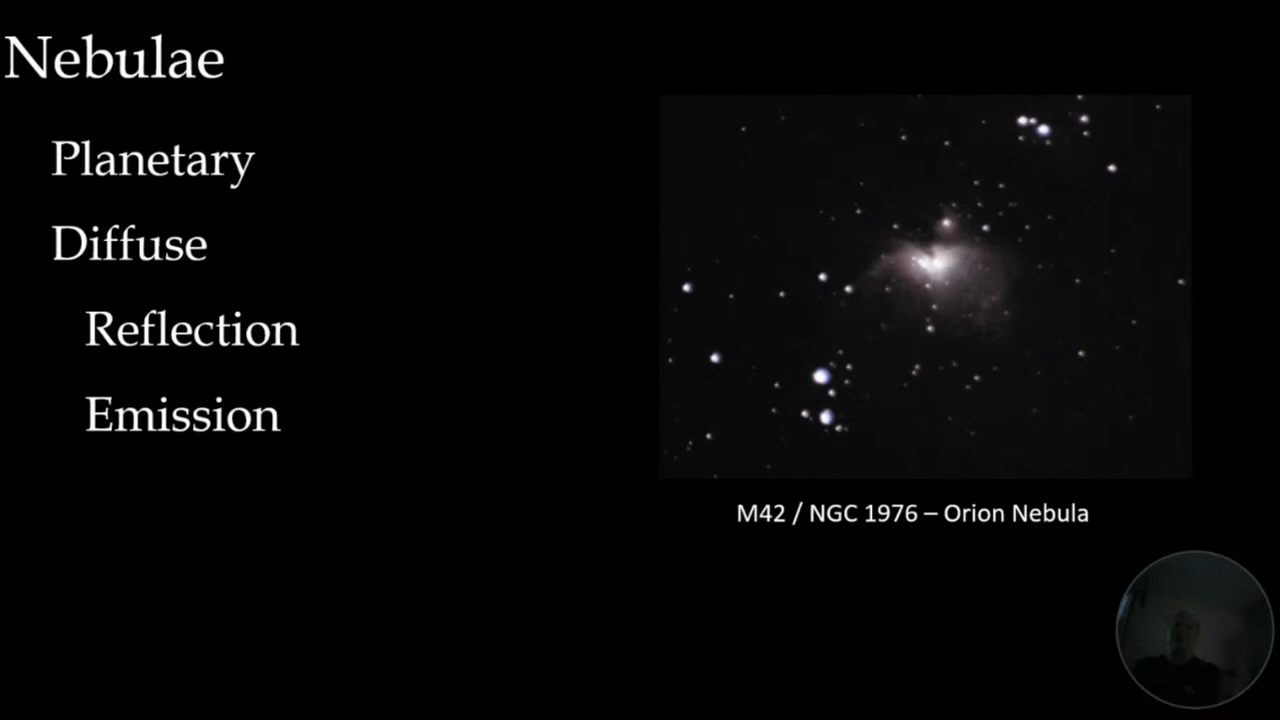 Nebulae
Planetary
Diffuse
Reflection
Emission
M42 / NGC 1976 – Orion Nebula